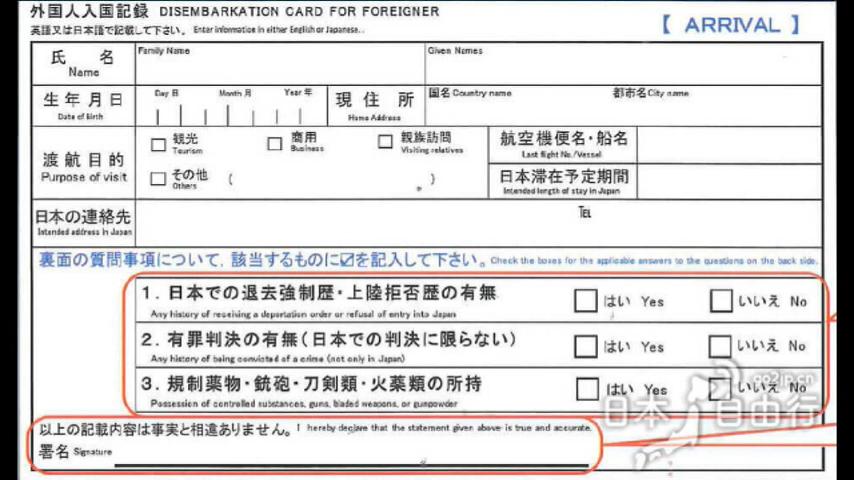 外国人入国記録 DISEMBARKATION CARD FOR FOREIGNER
英語又は日本語で記載して下さい。 Enter information in either English or Japanese.
【 ARRIVAL 】
氏 名
Name
Family Name
Given Names
生年月日
Date of Birth
Day 日 Month 月 Year 年
現住所
Home Address
国名 Country name
都市名 City name
渡航目的
Purpose of visit
観光
Tourism
商用
Business
親族訪問
Visiting relatives
その他
Others
( )
航空機便名・船名
Last flight No./Vessel
日本滞在予定期間
Intended length of stay in Japan
日本の連絡先
Intended address in Japan
TEL
裏面の質問事項について、該当するものに☑を記入して下さい。 Check the boxes for the applicable answers to the questions on the back side.
1. 日本での退去強制歴・上陸拒否歴の有無
Any history of receiving a deportation order or refusal of entry into Japan
はい Yes いいえ No
2. 有罪判決の有無(日本での判決に限らない)
Any history of being convicted of a crime (not only in Japan)
はい Yes いいえ No
3. 規制薬物・銃砲・刀剣類・火薬類の所持
Possession of controlled substances, guns, bladed weapons, or gunpowder
はい Yes いいえ No
以上の記載内容は事実と相違ありません。 I hereby declare that the statement given above is true and accurate.
署名 Signature
日本自由行